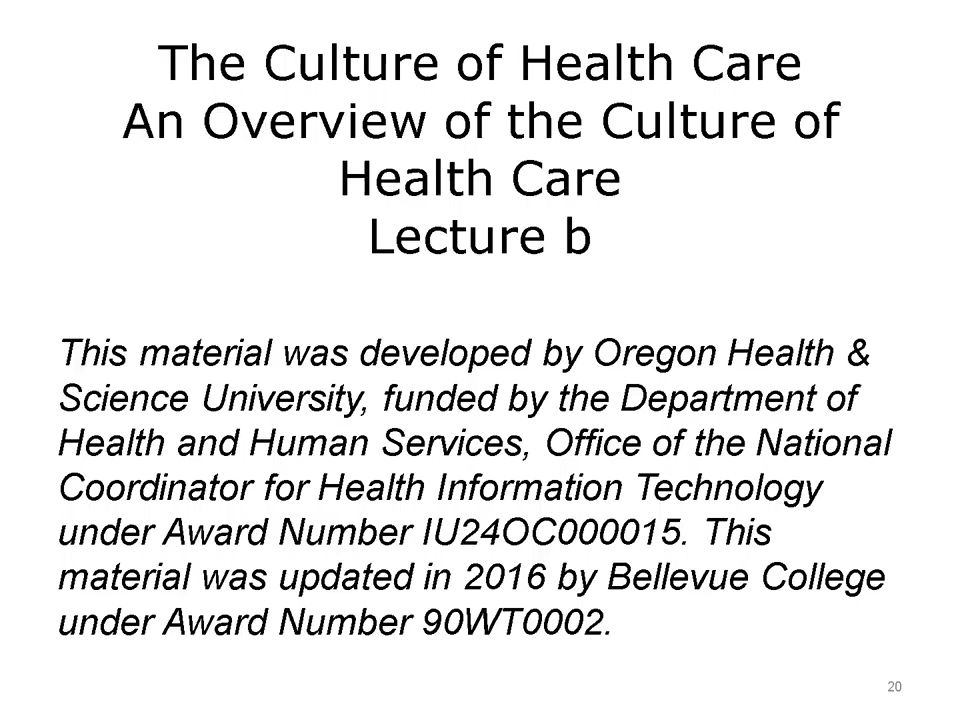 The Culture of Health Care
An Overview of the Culture of
Health Care
Lecture b
This material was developed by Oregon Health &
Science University, funded by the Department of
Health and Human Services, Office of the National
Coordinator for Health Information Technology
under Award Number IU24OC000015. This
material was updated in 2016 by Bellevue College
under Award Number 90WT0002.
20